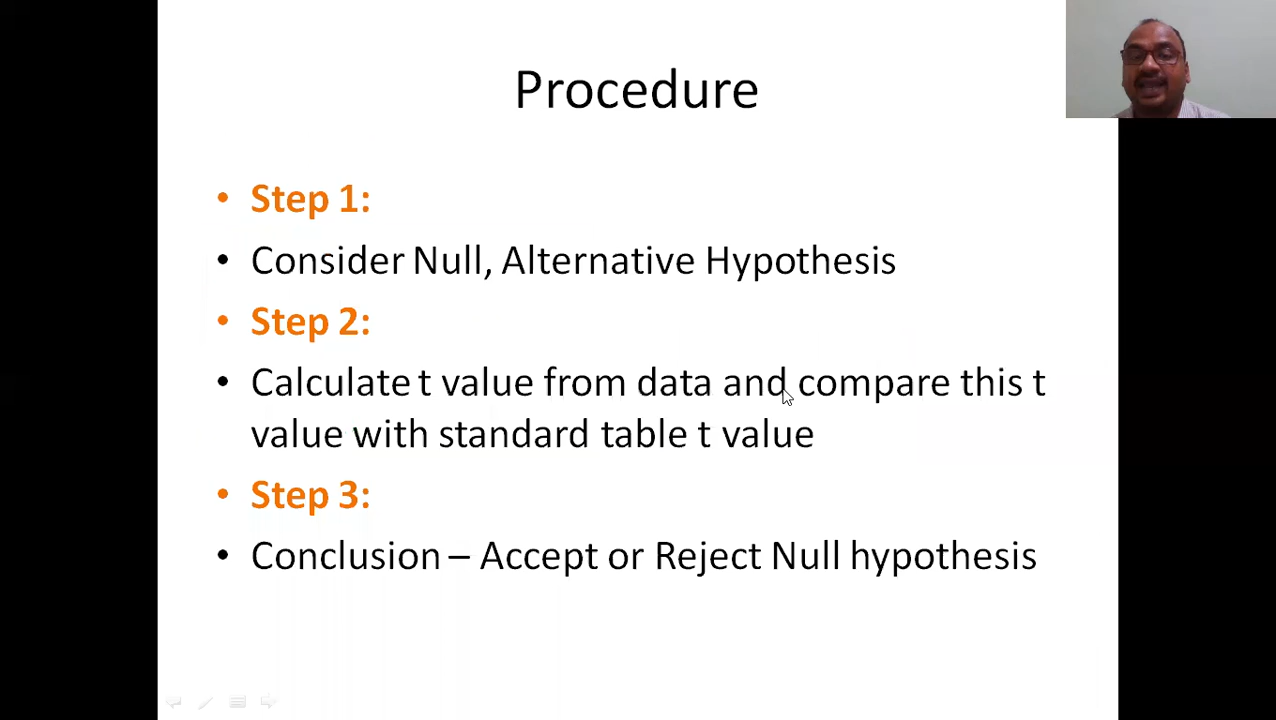 Procedure
• Step 1:
• Consider Null, Alternative Hypothesis
• Step 2:
• Calculate t value from data and compare this t
value with standard table t value
• Step 3:
• Conclusion – Accept or Reject Null hypothesis